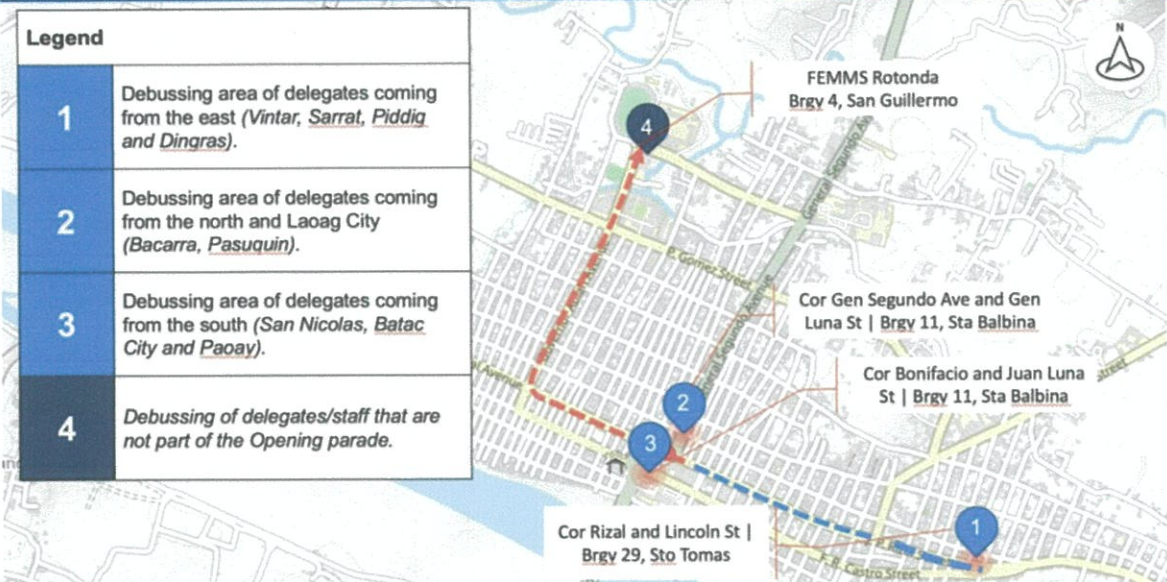 Legend
1
Debussing area of delegates coming
from the east (Vintar, Sarrat, Piddig
and Dingras).
2
Debussing area of delegates coming
from the north and Laoag City
(Bacarra, Pasuquin).
3
Debussing area of delegates coming
from the south (San Nicolas, Batac
City and Paoay).
4
Debussing of delegates/staff that are
not part of the Opening parade.
N
FEMMS Rotonda
Brgy 4, San Guillermo
4
General Segundo Av
P. Gomez Street
Cor Gen Segundo Ave and Gen
Luna St | Brgy 11, Sta Balbina
General Segundo Avenue
Cor Bonifacio and Juan Luna
St | Brgy 11, Sta Balbina
Street
Avenue
2
3
Cor Rizal and Lincoln St |
Brgy 29, Sto Tomas
1
F. R. Castro Street